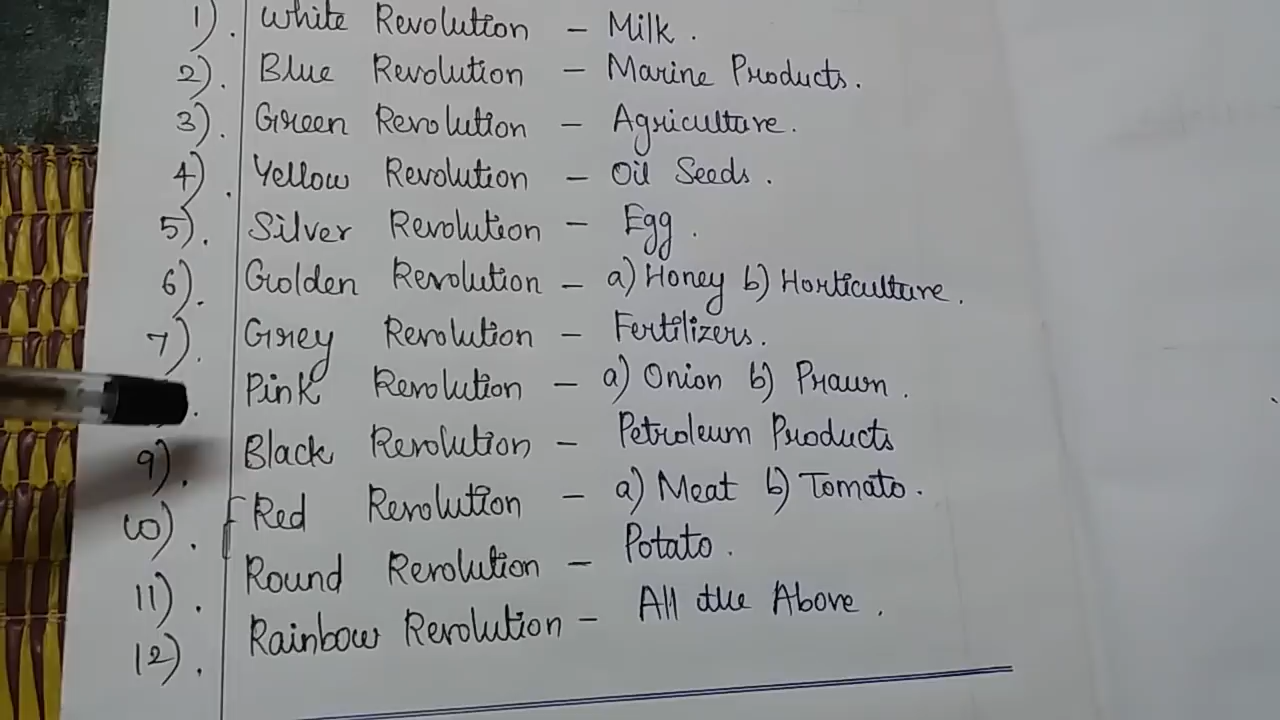 1). White Revolution - Milk.
2). Blue Revolution - Marine Products.
3). Green Revolution - Agriculture.
4). Yellow Revolution - Oil Seeds.
5). Silver Revolution - Egg.
6). Golden Revolution - a) Honey b) Horticulture.
7). Grey Revolution - Fertilizers.
. Pink Revolution - a) Onion b) Prawn.
9). Black Revolution - Petroleum Products
10). Red Revolution - a) Meat b) Tomato.
11). Round Revolution - Potato.
12). Rainbow Revolution - All the Above.